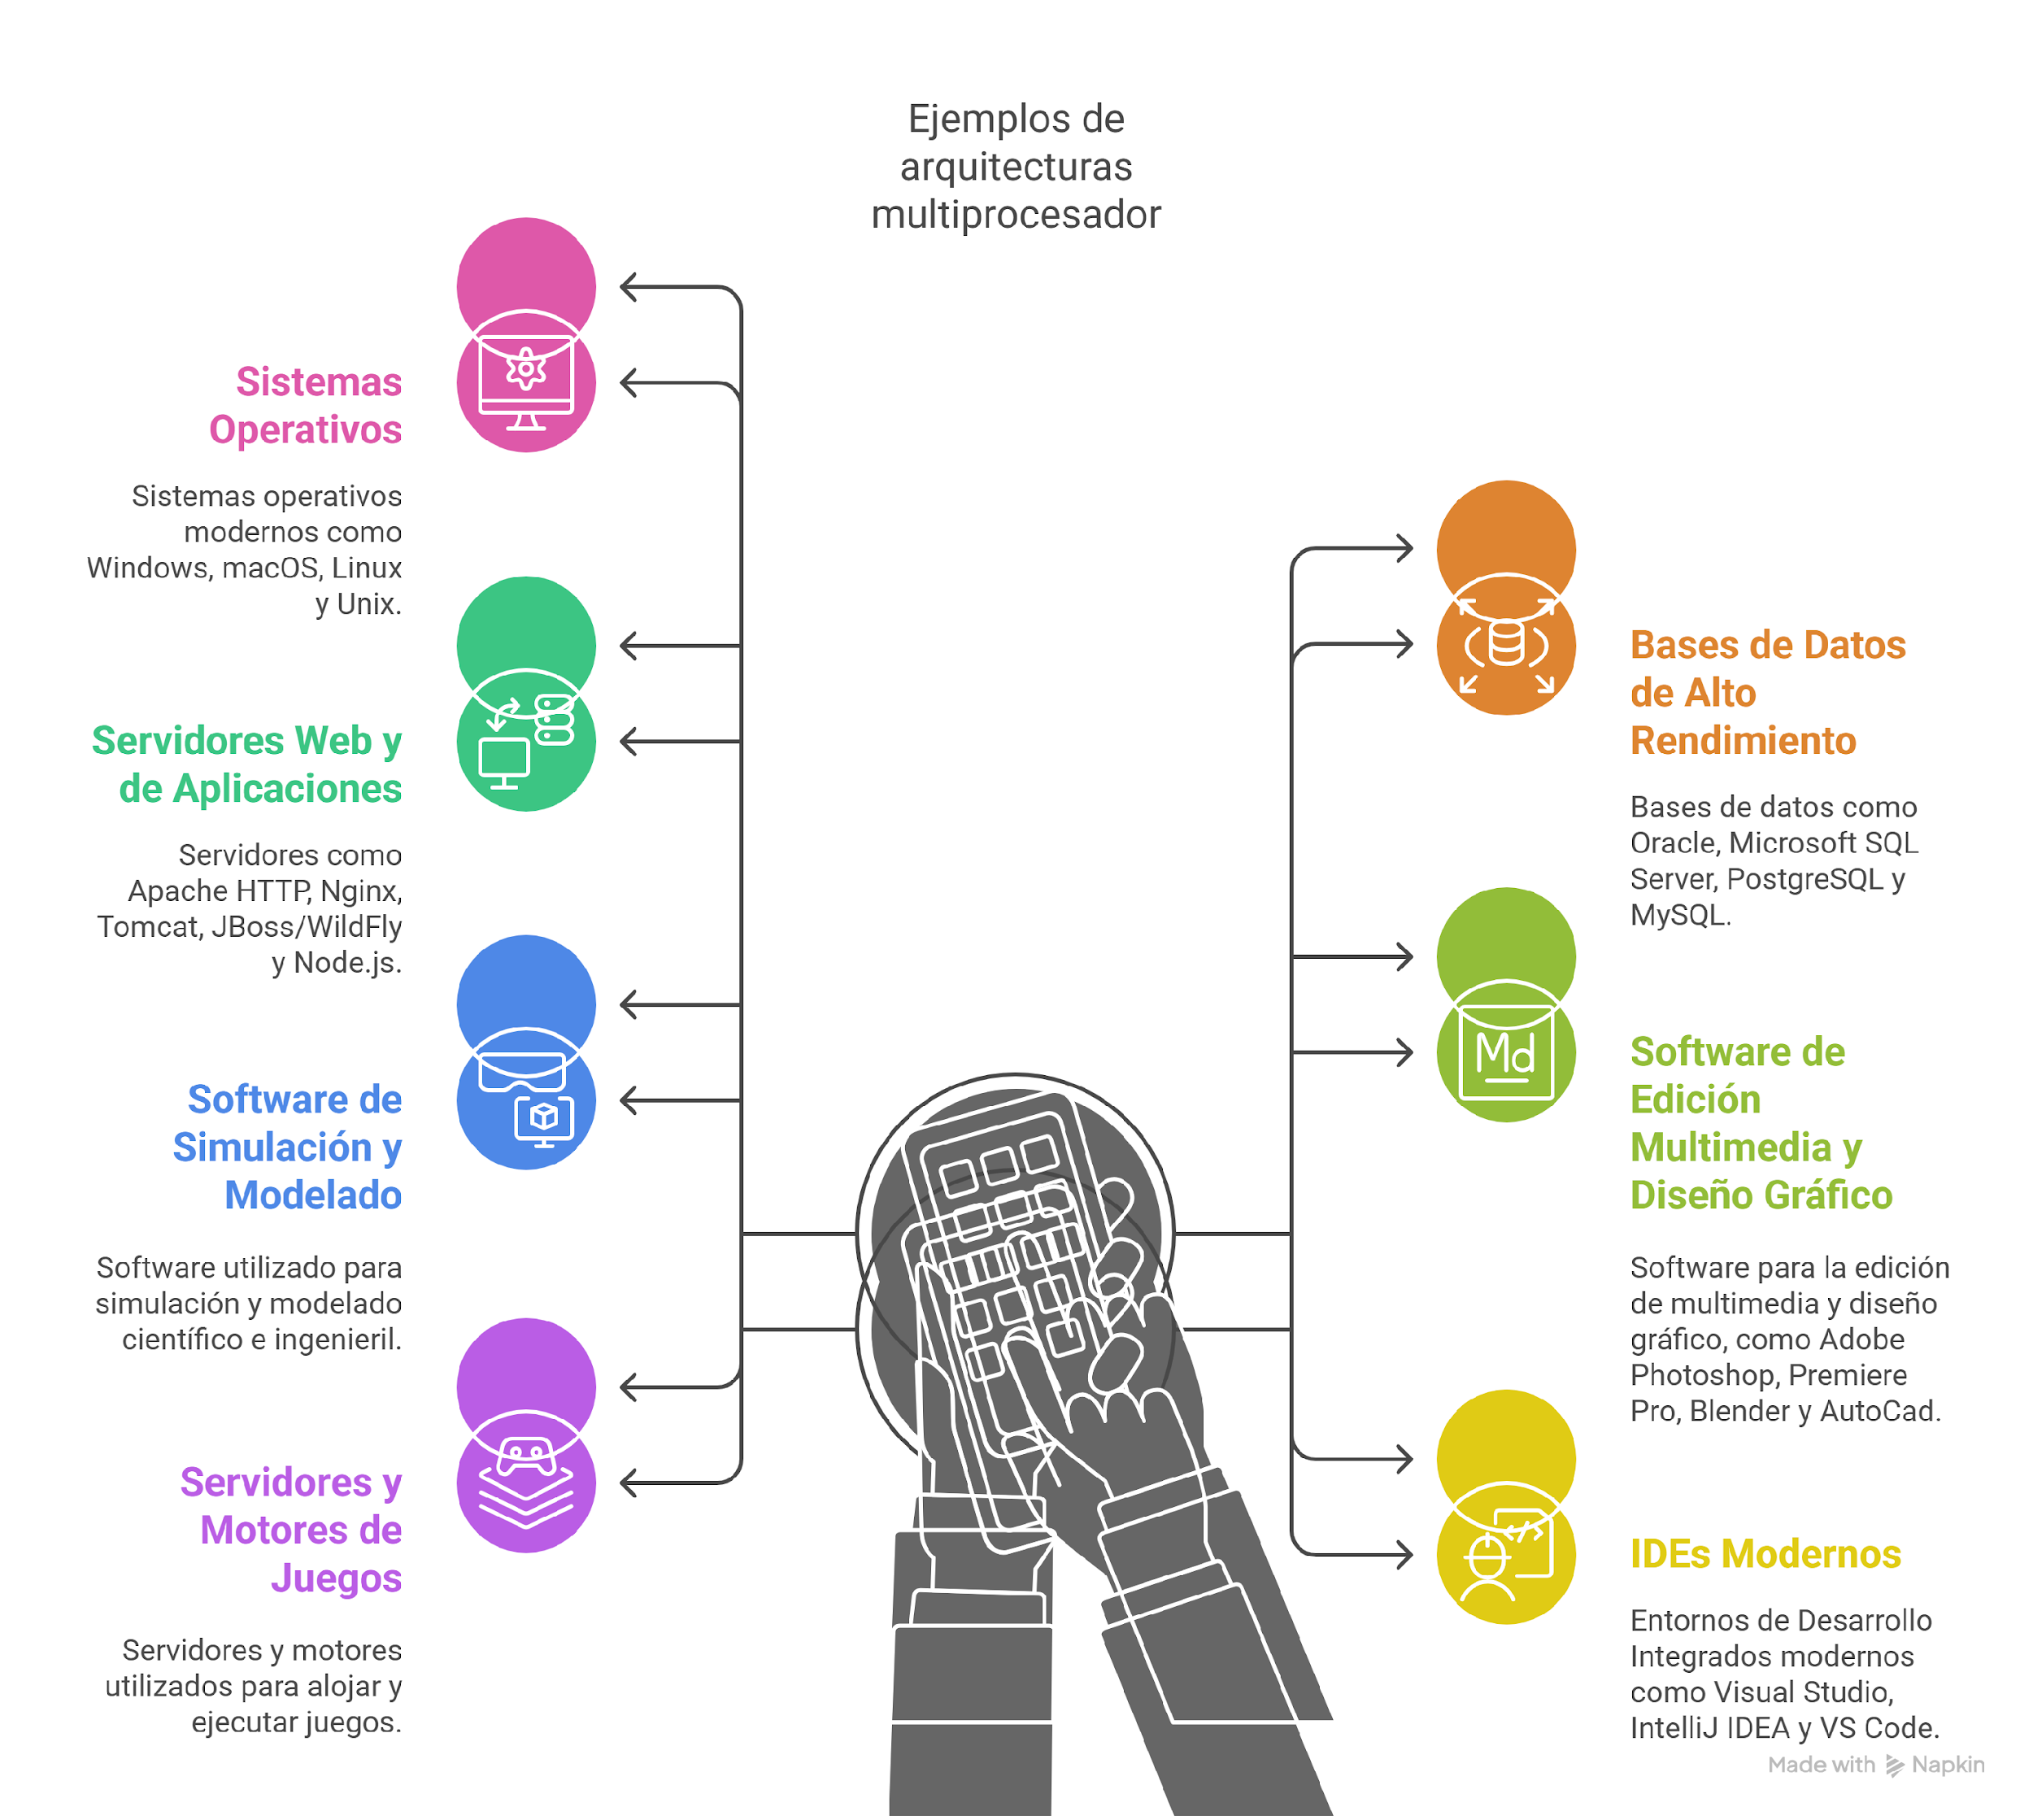 Ejemplos de
arquitecturas
multiprocesador
Sistemas
Operativos
Sistemas operativos
modernos como
Windows, macOS, Linux
y Unix.
Servidores Web y
de Aplicaciones
Servidores como
Apache HTTP, Nginx,
Tomcat, JBoss/WildFly
y Node.js.
Software de
Simulación y
Modelado
Software utilizado para
simulación y modelado
científico e ingenieril.
Servidores y
Motores de
Juegos
Servidores y motores
utilizados para alojar y
ejecutar juegos.
Bases de Datos
de Alto
Rendimiento
Bases de datos como
Oracle, Microsoft SQL
Server, PostgreSQL y
MySQL.
Md
Software de
Edición
Multimedia y
Diseño Gráfico
Software para la edición
de multimedia y diseño
gráfico, como Adobe
Photoshop, Premiere
Pro, Blender y AutoCad.
IDEs Modernos
Entornos de Desarrollo
Integrados modernos
como Visual Studio,
IntelliJ IDEA y VS Code.
Made with Napkin